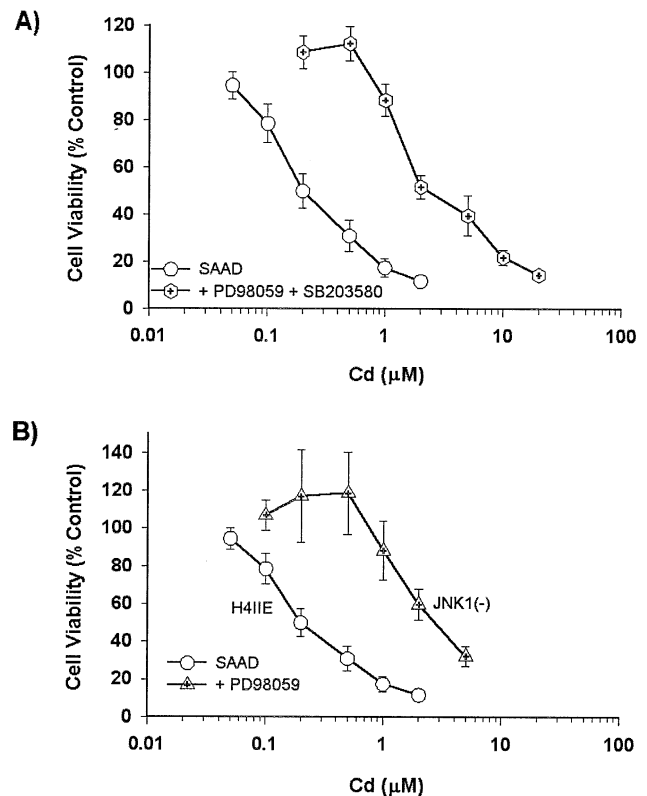 A)
120
100
80
60
40
20
0
Cell Viability (% Control)
SAAD
+ PD98059 + SB203580
0.01 0.1 1 10 100
Cd (μM)
B)
140
120
100
80
60
40
20
0
Cell Viability (% Control)
H4IIE
JNK1(-)
SAAD
+ PD98059
0.01 0.1 1 10 100
Cd (μM)